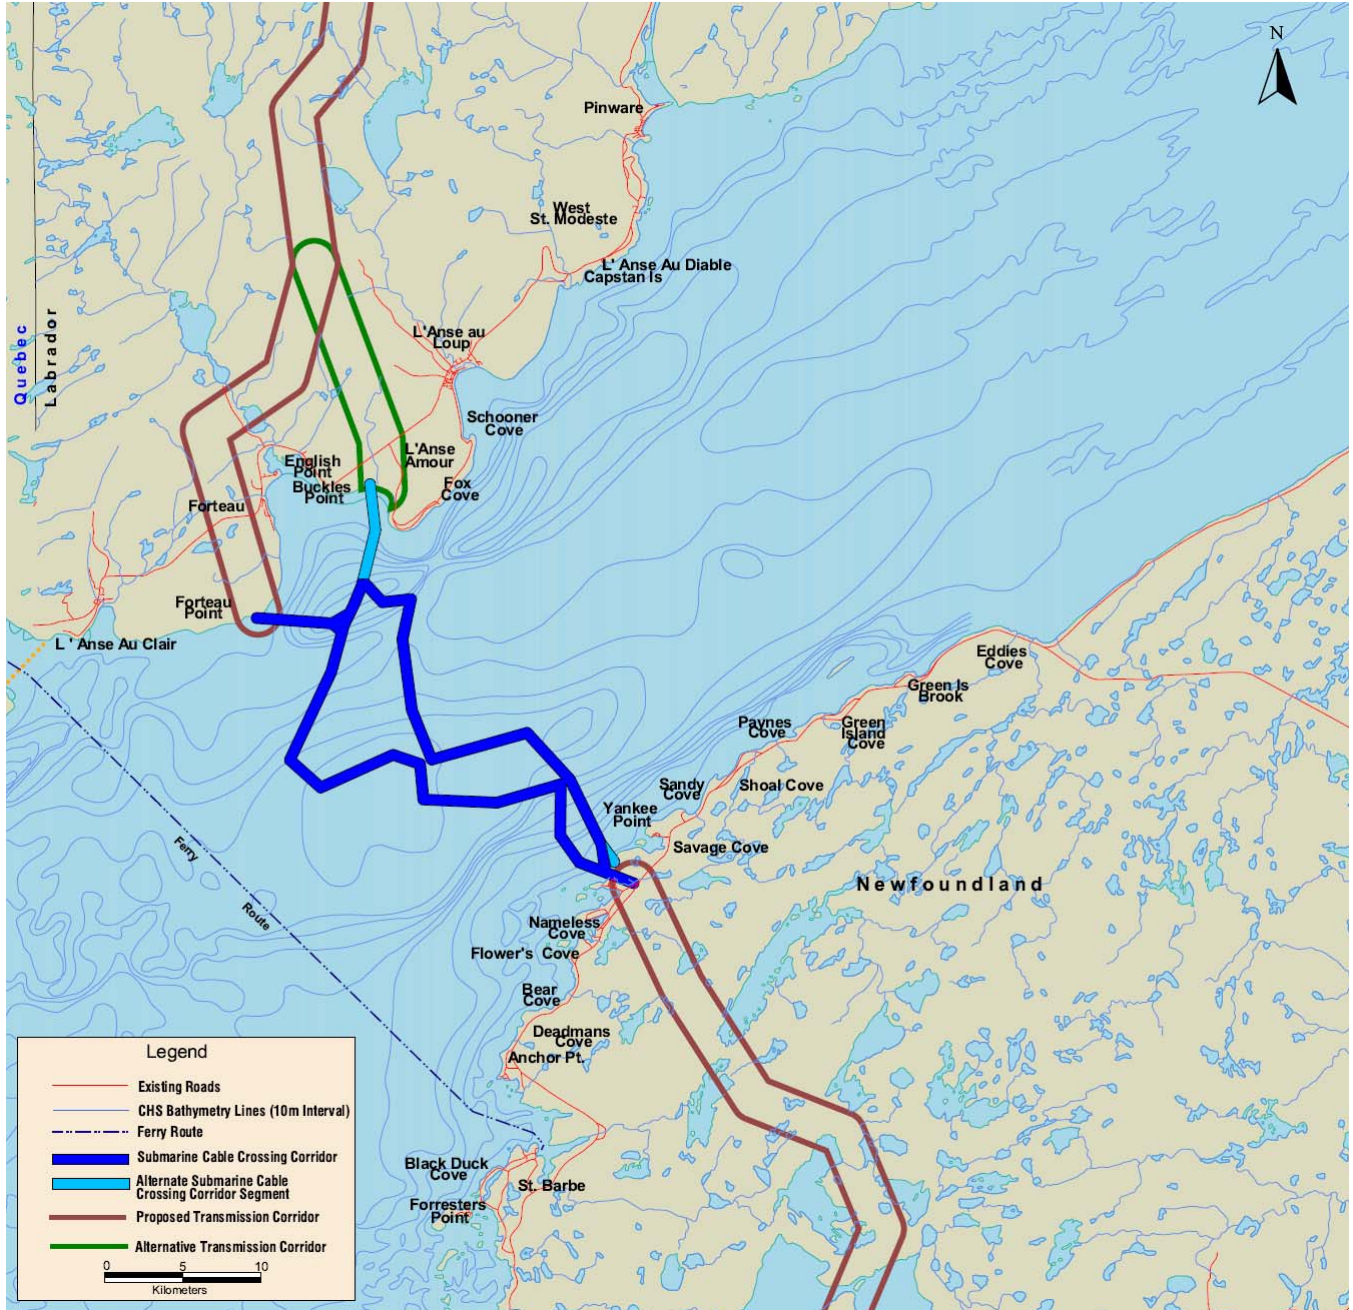 N
Pinware
West
St. Modeste
L' Anse Au Diable
Capstan Is
Quebec
Labrador
L'Anse au
Loup
Schooner
Cove
L'Anse
Amour
English
Point
Buckles
Point
Fox
Cove
Forteau
Forteau
Point
L ' Anse Au Clair
Eddies
Cove
Green Is
Brook
Paynes
Cove
Green
Island
Cove
Sandy
Cove
Shoal Cove
Yankee
Point
Savage Cove
Ferry
Route
Newfoundland
Nameless
Cove
Flower's Cove
Bear
Cove
Deadmans
Cove
Anchor Pt.
Black Duck
Cove
St. Barbe
Forresters
Point
Legend
Existing Roads
CHS Bathymetry Lines (10m Interval)
Ferry Route
Submarine Cable Crossing Corridor
Alternate Submarine Cable
Crossing Corridor Segment
Proposed Transmission Corridor
Alternative Transmission Corridor
0 5 10
Kilometers